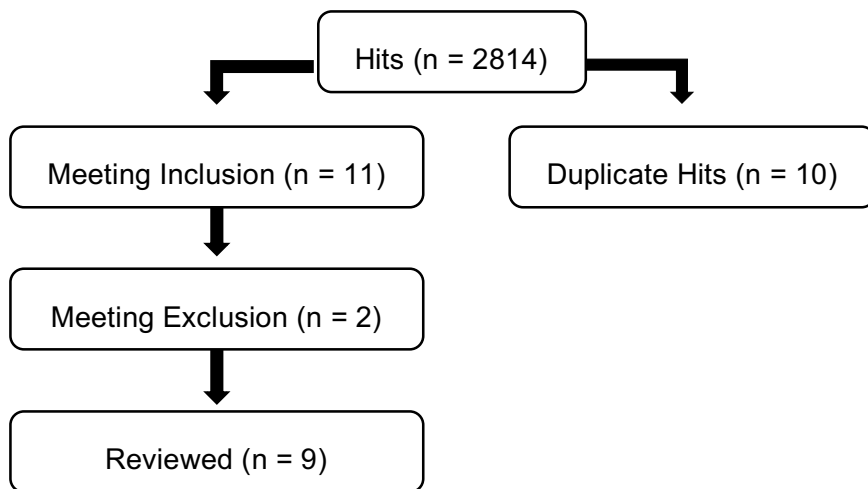 Hits (n = 2814)
Meeting Inclusion (n = 11)
Duplicate Hits (n = 10)
Meeting Exclusion (n = 2)
Reviewed (n = 9)